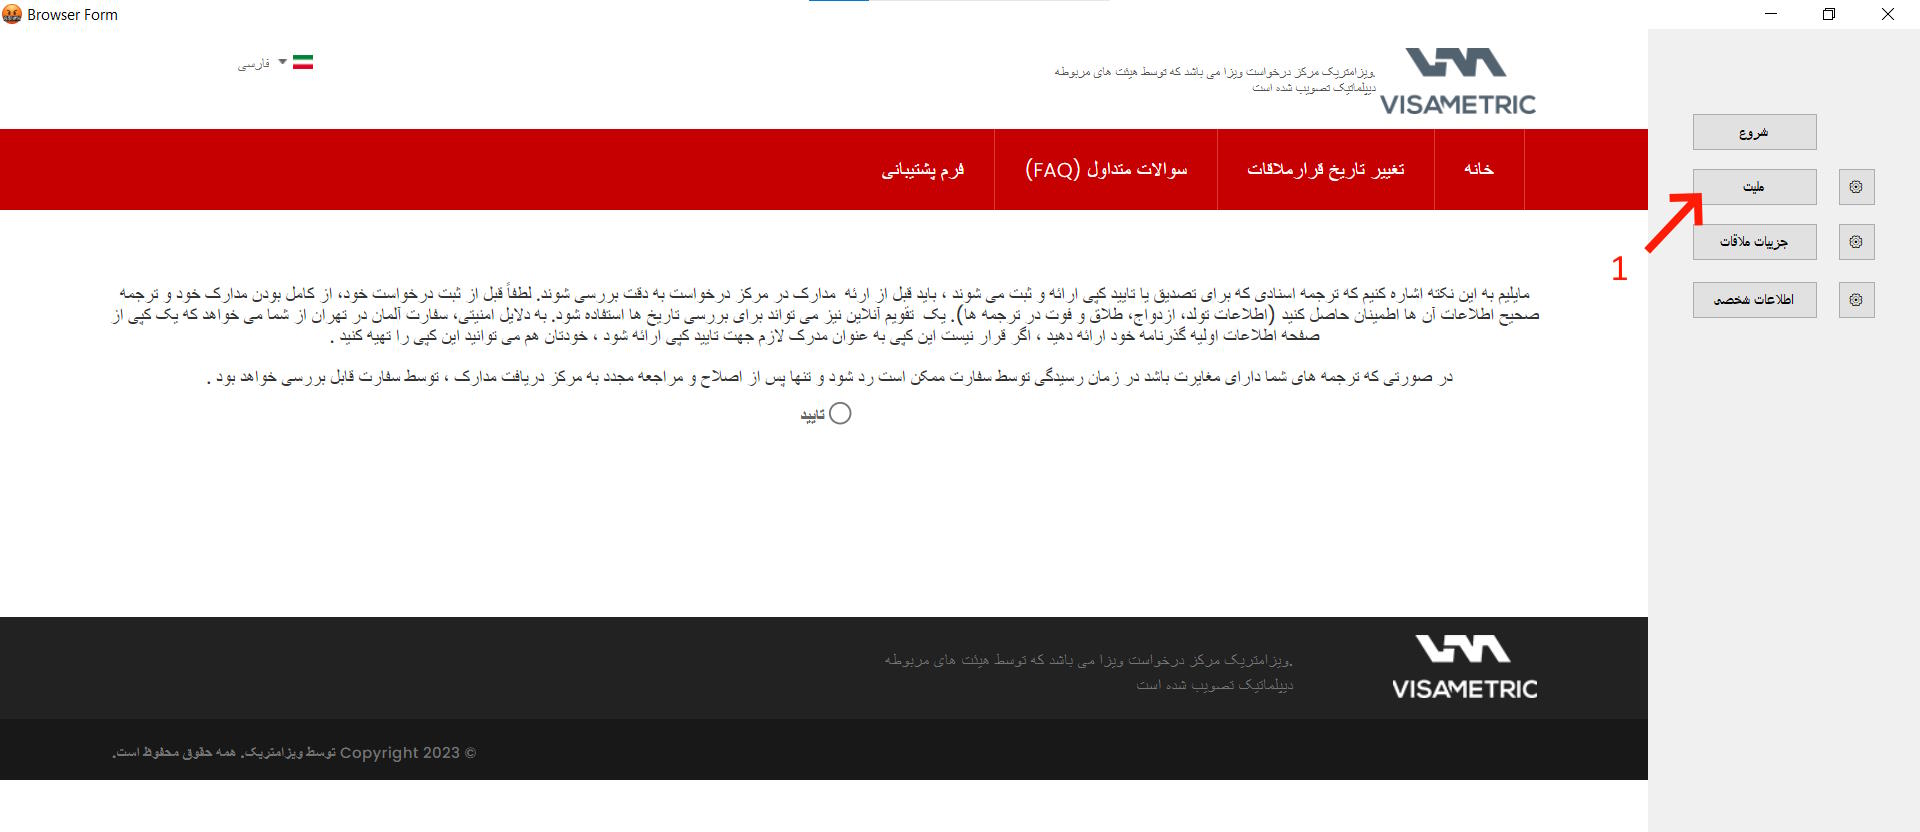 Browser Form
فارسی
ویزامتریک مرکز درخواست ویزا می باشد که توسط هیئت های مربوطه.
دیپلماتیک تصویب شده است
VISAMETRIC
خانه
تغییر تاریخ قرارملاقات
سوالات متداول (FAQ)
فرم پشتیبانی
شروع
ملیت
جزییات ملاقات
اطلاعات شخصی
1
مایلیم به این نکته اشاره کنیم که ترجمه اسنادی که برای تصدیق یا تایید کپی ارائه و ثبت می شوند ، باید قبل از ارئه مدارک در مرکز درخواست به دقت بررسی شوند. لطفاً قبل از ثبت درخواست خود، از کامل بودن مدارک خود و ترجمه
صحیح اطلاعات آن ها اطمینان حاصل کنید (اطلاعات تولد، ازدواج، طلاق و فوت در ترجمه ها). یک تقویم آنلاین نیز می تواند برای بررسی تاریخ ها استفاده شود. به دلایل امنیتی، سفارت آلمان در تهران از شما می خواهد که یک کپی از
صفحه اطلاعات اولیه گذرنامه خود ارائه دهید ، اگر قرار نیست این کپی به عنوان مدرک لازم جهت تایید کپی ارائه شود ، خودتان هم می توانید این کپی را تهیه کنید .
در صورتی که ترجمه های شما دارای مغایرت باشد در زمان رسیدگی توسط سفارت ممکن است رد شود و تنها پس از اصلاح و مراجعه مجدد به مرکز دریافت مدارک ، توسط سفارت قابل بررسی خواهد بود .
تایید
ویزامتریک مرکز درخواست ویزا می باشد که توسط هیئت های مربوطه.
دیپلماتیک تصویب شده است
VISAMETRIC
© Copyright 2023 توسط ویزامتریک. همه حقوق محفوظ است.